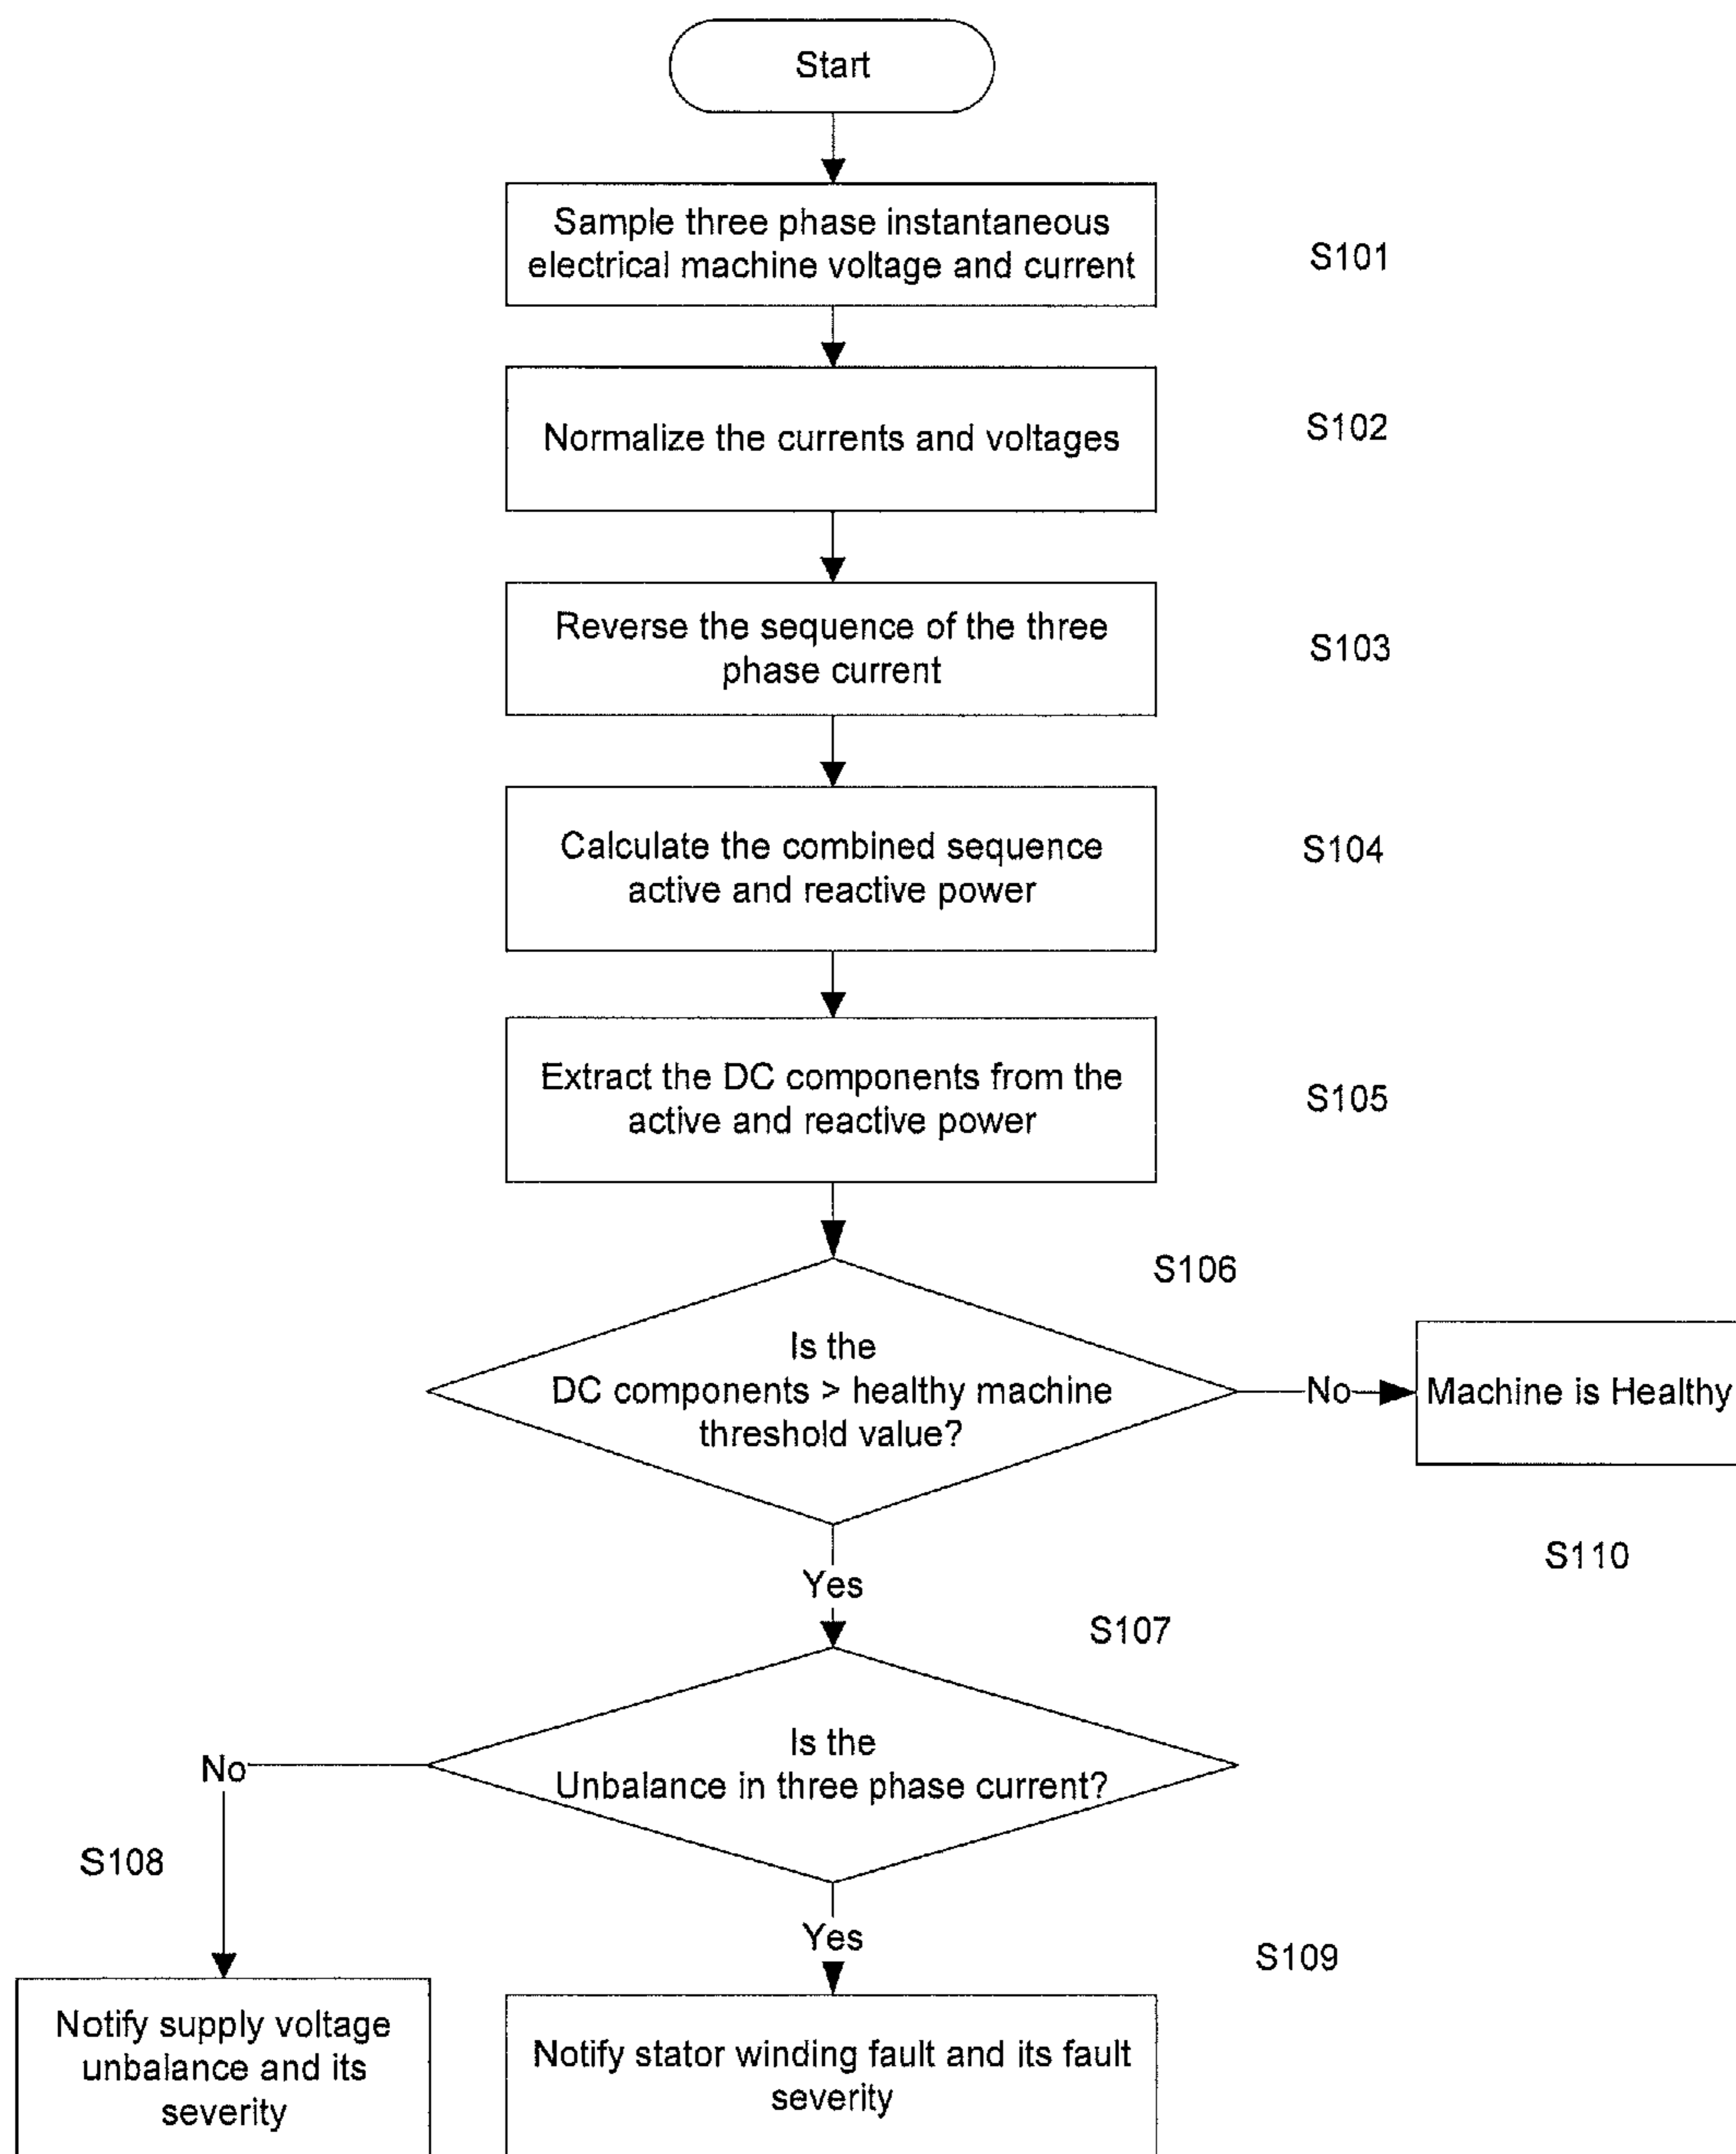 Start
Sample three phase instantaneous
electrical machine voltage and current
S101
Normalize the currents and voltages
S102
Reverse the sequence of the three
phase current
S103
Calculate the combined sequence
active and reactive power
S104
Extract the DC components from the
active and reactive power
S105
S106
Is the
DC components > healthy machine
threshold value?
No
Machine is Healthy
S110
Yes
S107
Is the
Unbalance in three phase current?
No
S108
Yes
S109
Notify supply voltage
unbalance and its
severity
Notify stator winding fault and its fault
severity